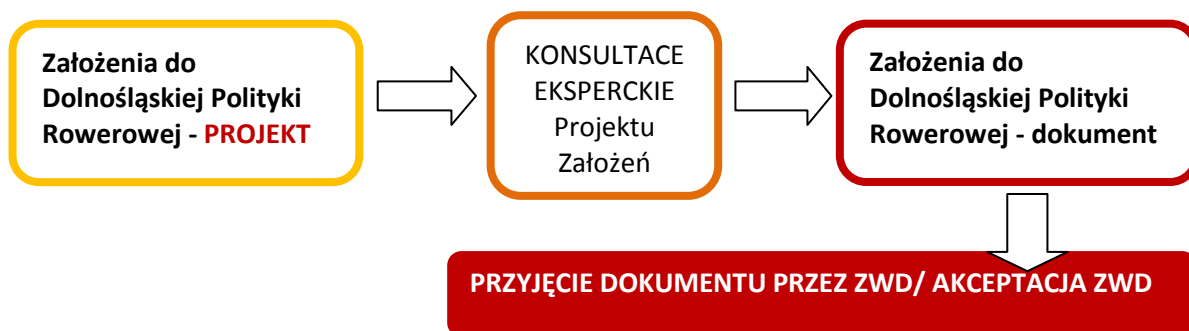 Założenia do
Dolnośląskiej Polityki
Rowerowej - PROJEKT
KONSULTACE
EKSPERCKIE
Projektu
Założeń
Założenia do
Dolnośląskiej Polityki
Rowerowej - dokument
PRZYJĘCIE DOKUMENTU PRZEZ ZWD/ AKCEPTACJA ZWD